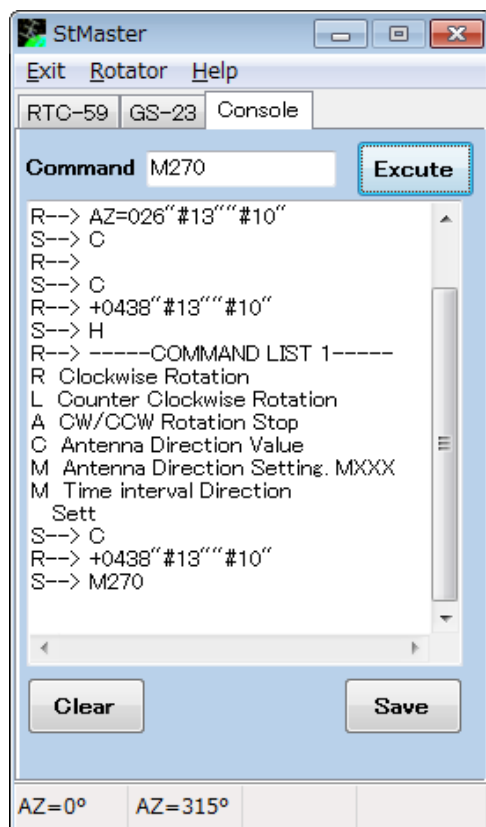 StMaster
Exit Rotator Help
RTC-59 GS-23 Console
Command M270 Excute
R--> AZ=026"#13""#10"
S--> C
R-->
S--> C
R--> +0438"#13""#10"
S--> H
R--> -----COMMAND LIST 1-----
R Clockwise Rotation
L Counter Clockwise Rotation
A CW/CCW Rotation Stop
C Antenna Direction Value
M Antenna Direction Setting. MXXX
M Time interval Direction
Sett
S--> C
R--> +0438"#13""#10"
S--> M270
Clear Save
AZ=0º AZ=315º